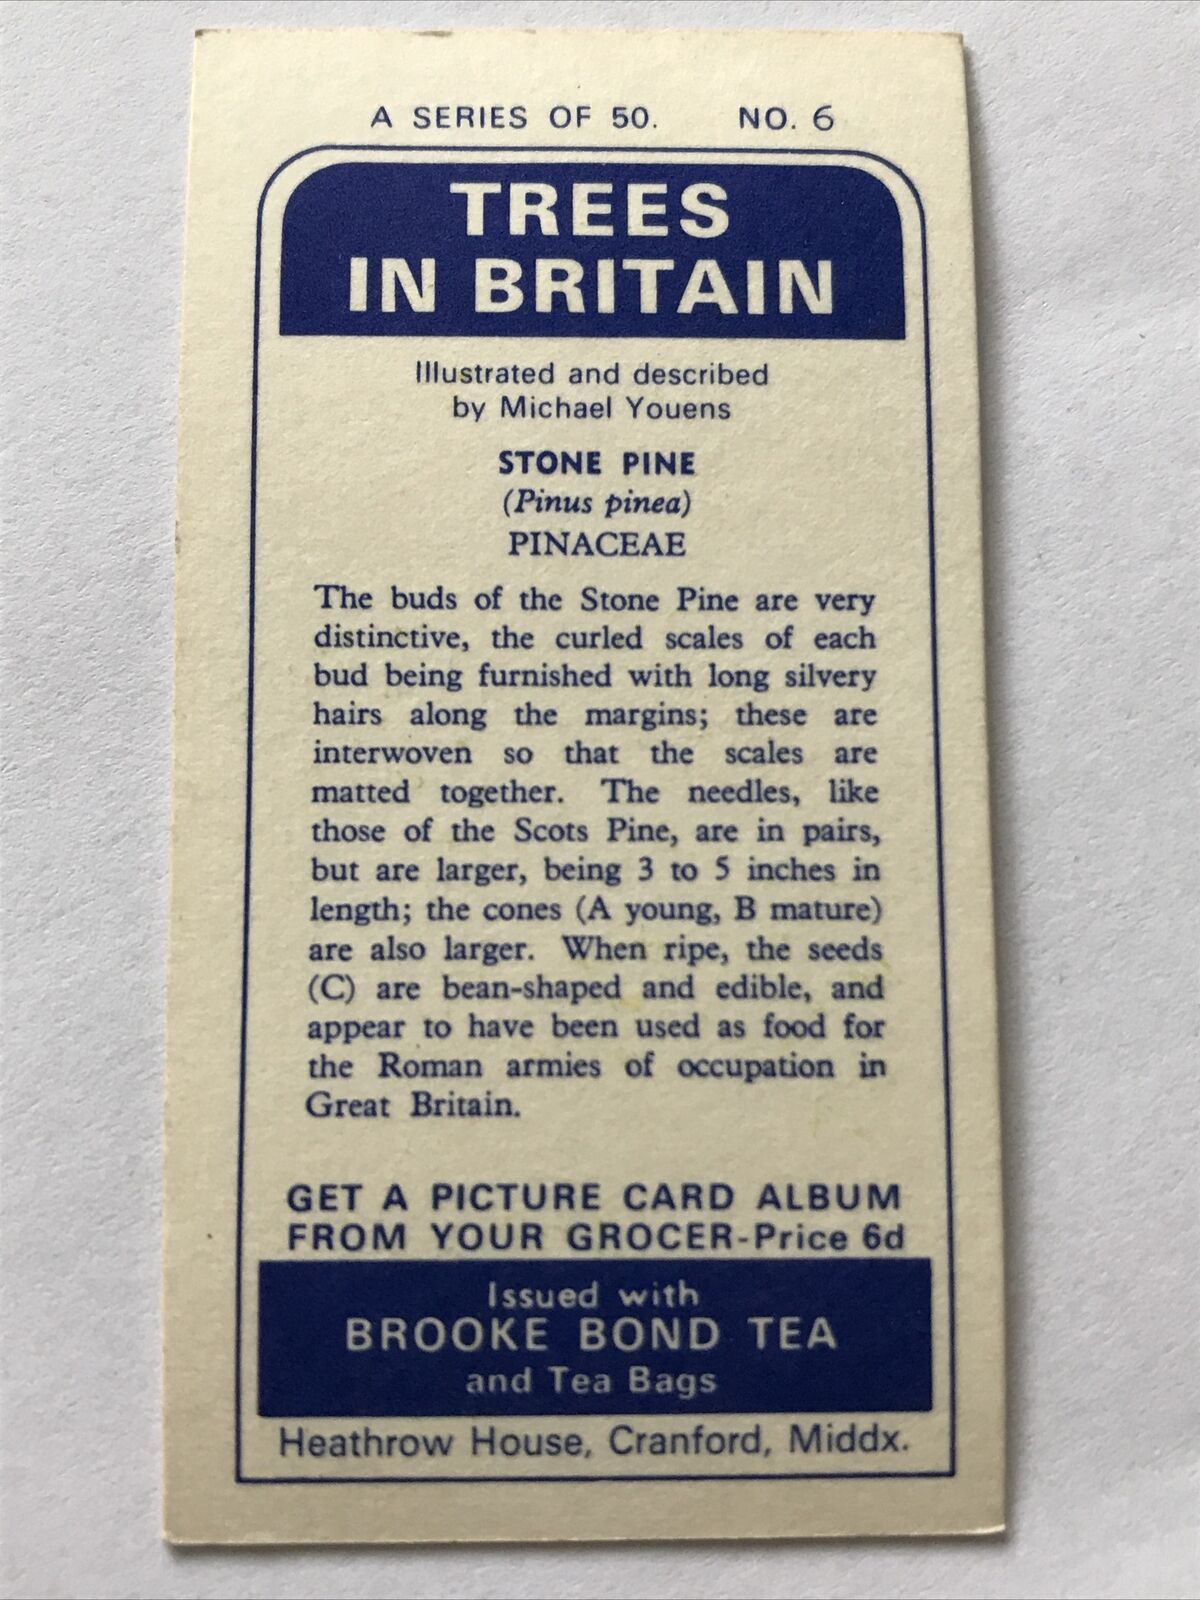 A SERIES OF 50. NO. 6
TREES
IN BRITAIN
Illustrated and described
by Michael Youens
STONE PINE
(Pinus pinea)
PINACEAE
The buds of the Stone Pine are very
distinctive, the curled scales of each
bud being furnished with long silvery
hairs along the margins; these are
interwoven so that the scales are
matted together. The needles, like
those of the Scots Pine, are in pairs,
but are larger, being 3 to 5 inches in
length; the cones (A young, B mature)
are also larger. When ripe, the seeds
(C) are bean-shaped and edible, and
appear to have been used as food for
the Roman armies of occupation in
Great Britain.
GET A PICTURE CARD ALBUM
FROM YOUR GROCER-Price 6d
Issued with
BROOKE BOND TEA
and Tea Bags
Heathrow House, Cranford, Middx.